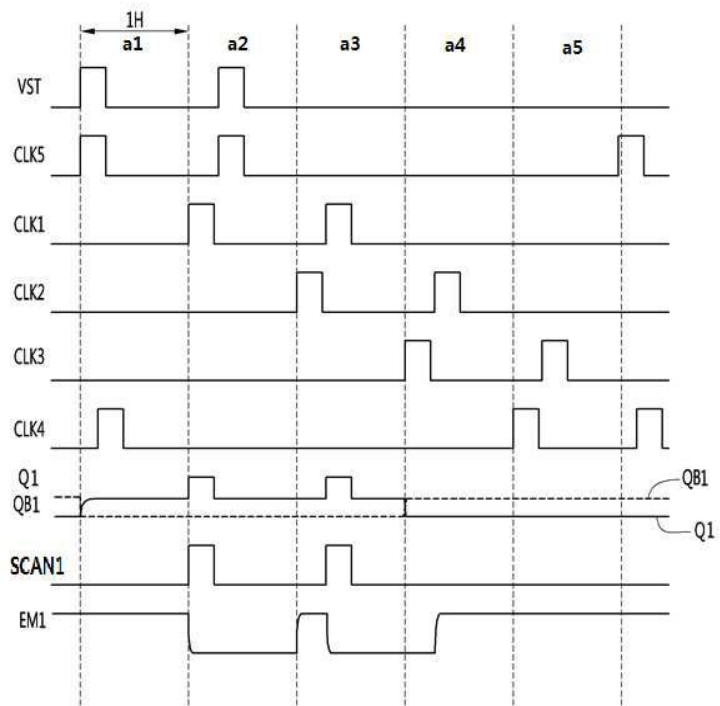 1H
a1 a2 a3 a4 a5
VST
CLK5
CLK1
CLK2
CLK3
CLK4
Q1
QB1
QB1
Q1
SCAN1
EM1